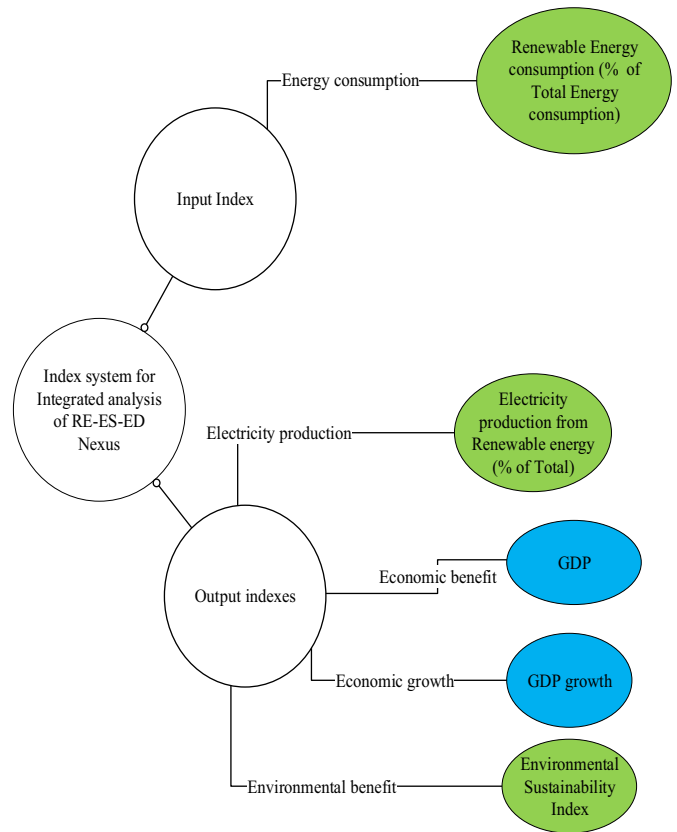 Renewable Energy
consumption (% of
Total Energy
consumption)
Energy consumption
Input Index
Index system for
Integrated analysis
of RE-ES-ED
Nexus
Electricity production
Electricity
production from
Renewable energy
(% of Total)
Output indexes
Economic benefit
GDP
Economic growth
GDP growth
Environmental benefit
Environmental
Sustainability
Index